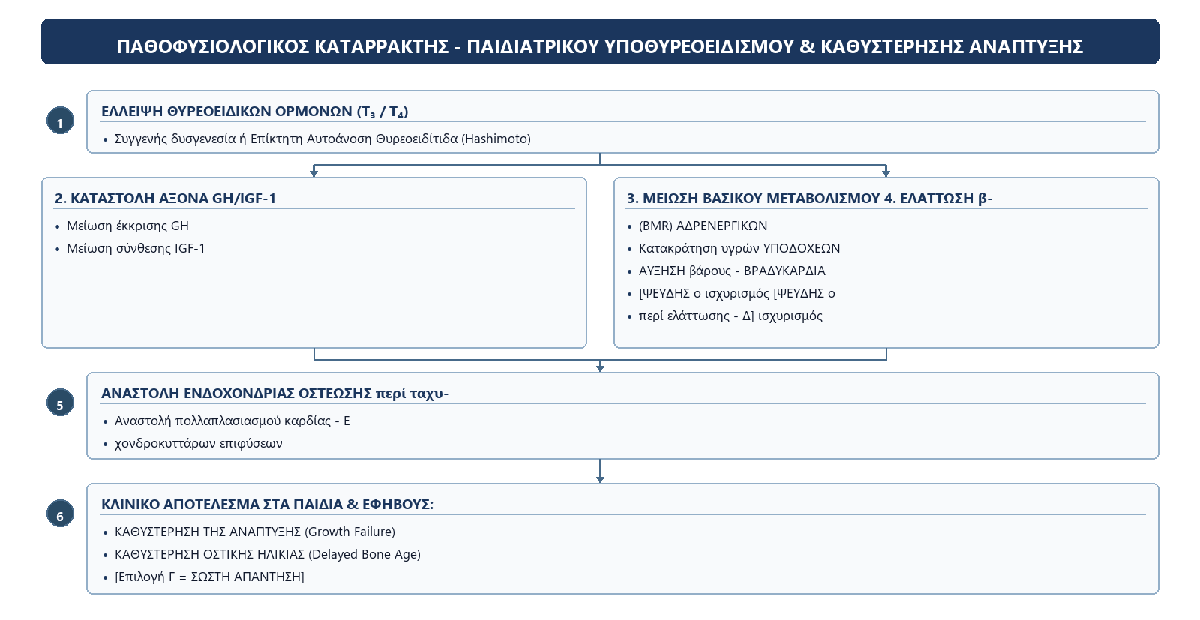 ΠΑΘΟΦΥΣΙΟΛΟΓΙΚΟΣ ΚΑΤΑΡΡΑΚΤΗΣ - ΠΑΙΔΙΑΤΡΙΚΟΥ ΥΠΟΘΥΡΕΟΕΙΔΙΣΜΟΥ & ΚΑΘΥΣΤΕΡΗΣΗΣ ΑΝΑΠΤΥΞΗΣ
1
ΕΛΛΕΙΨΗ ΘΥΡΕΟΕΙΔΙΚΩΝ ΟΡΜΟΝΩΝ (T₃ / T₄)
• Συγγενής δυσγενεσία ή Επίκτητη Αυτοάνοση Θυρεοειδίτιδα (Hashimoto)
2. ΚΑΤΑΣΤΟΛΗ ΑΞΟΝΑ GH/IGF-1
• Μείωση έκκρισης GH
• Μείωση σύνθεσης IGF-1
3. ΜΕΙΩΣΗ ΒΑΣΙΚΟΥ ΜΕΤΑΒΟΛΙΣΜΟΥ 4. ΕΛΑΤΤΩΣΗ β-
• (BMR) ΑΔΡΕΝΕΡΓΙΚΩΝ
• Κατακράτηση υγρών ΥΠΟΔΟΧΕΩΝ
• ΑΥΞΗΣΗ βάρους - ΒΡΑΔΥΚΑΡΔΙΑ
• [ΨΕΥΔΗΣ ο ισχυρισμός [ΨΕΥΔΗΣ ο
• περί ελάττωσης - Δ] ισχυρισμός
5
ΑΝΑΣΤΟΛΗ ΕΝΔΟΧΟΝΔΡΙΑΣ ΟΣΤΕΩΣΗΣ περί ταχυ-
• Αναστολή πολλαπλασιασμού καρδίας - Ε
• χονδροκυττάρων επιφύσεων
6
ΚΛΙΝΙΚΟ ΑΠΟΤΕΛΕΣΜΑ ΣΤΑ ΠΑΙΔΙΑ & ΕΦΗΒΟΥΣ:
• ΚΑΘΥΣΤΕΡΗΣΗ ΤΗΣ ΑΝΑΠΤΥΞΗΣ (Growth Failure)
• ΚΑΘΥΣΤΕΡΗΣΗ ΟΣΤΙΚΗΣ ΗΛΙΚΙΑΣ (Delayed Bone Age)
• [Επιλογή Γ = ΣΩΣΤΗ ΑΠΑΝΤΗΣΗ]